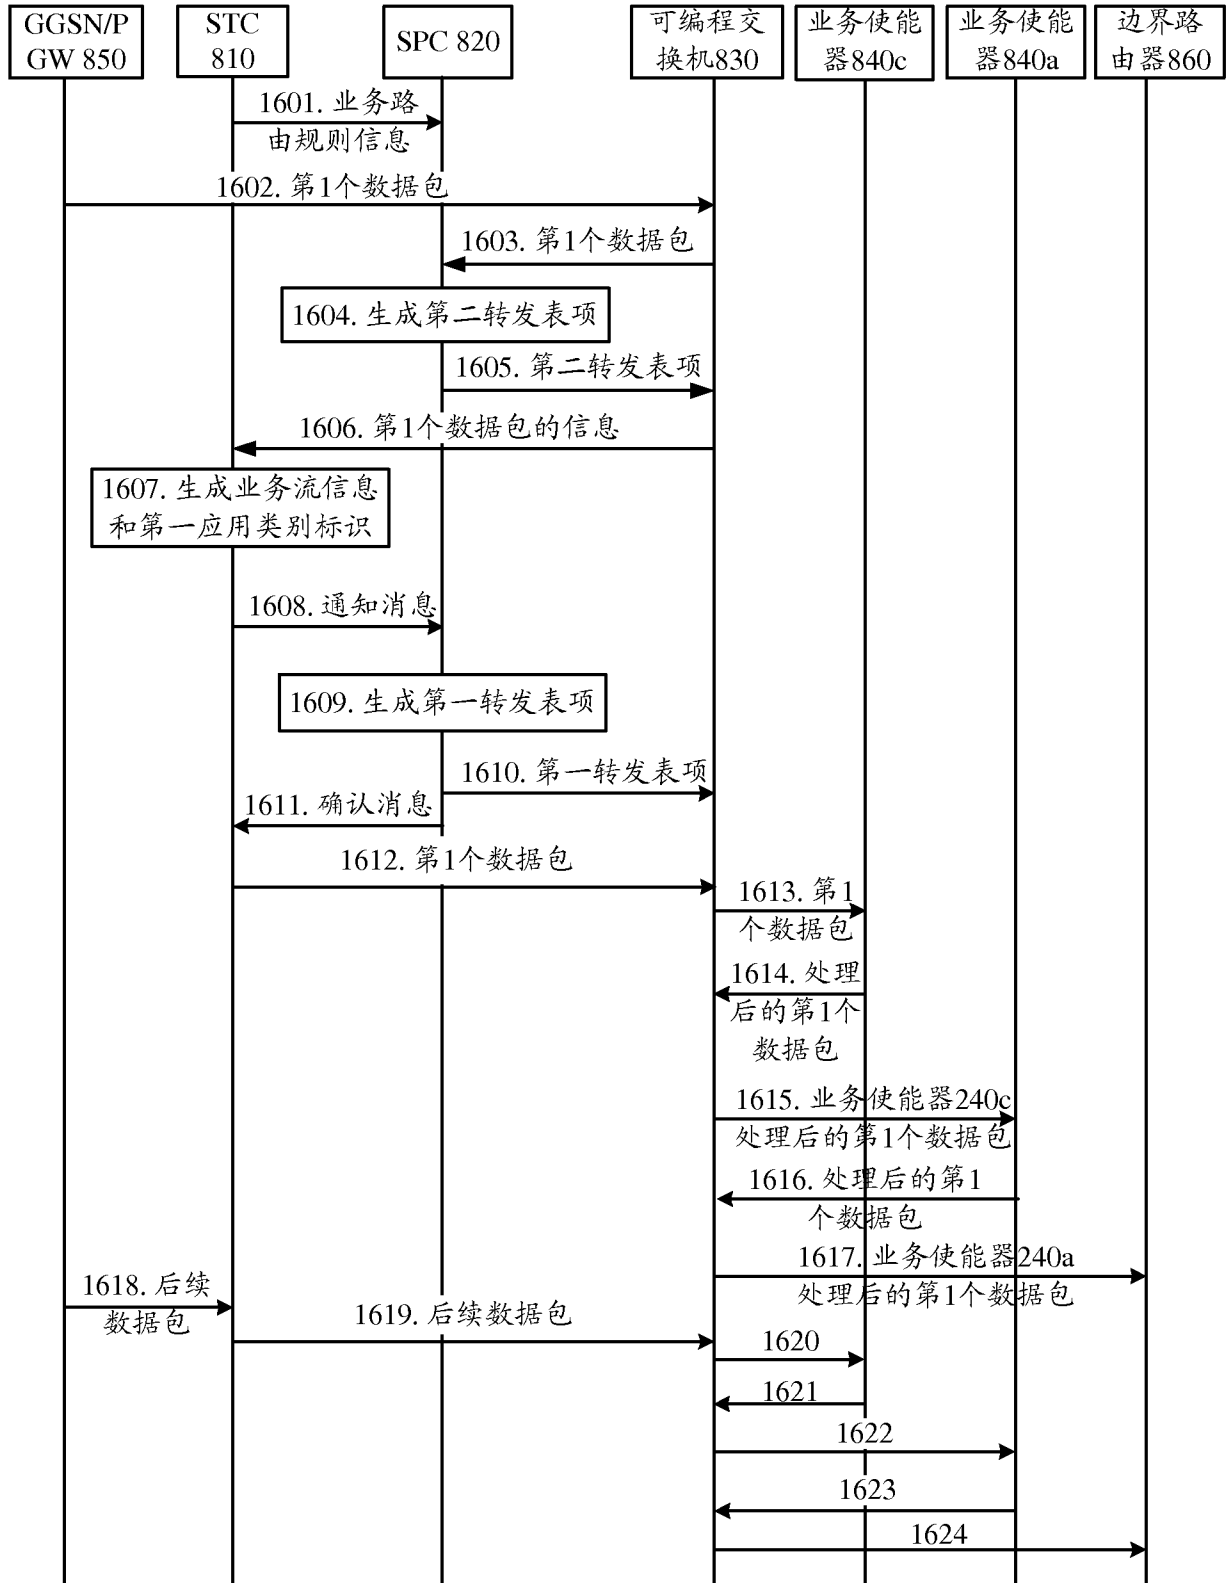 GGSN/P
GW 850
STC
810
SPC 820
可编程交
换机830
业务使能
器840c
业务使能
器840a
边界路
由器860
1601. 业务路
由规则信息
1602. 第1个数据包
1603. 第1个数据包
1604. 生成第二转发表项
1605. 第二转发表项
1606. 第1个数据包的信息
1607. 生成业务流信息
和第一应用类别标识
1608. 通知消息
1609. 生成第一转发表项
1610. 第一转发表项
1611. 确认消息
1612. 第1个数据包
1613. 第1
个数据包
1614. 处理
后的第1个
数据包
1615. 业务使能器240c
处理后的第1个数据包
1616. 处理后的第1
个数据包
1617. 业务使能器240a
处理后的第1个数据包
1618. 后续
数据包
1619. 后续数据包
1620
1621
1622
1623
1624